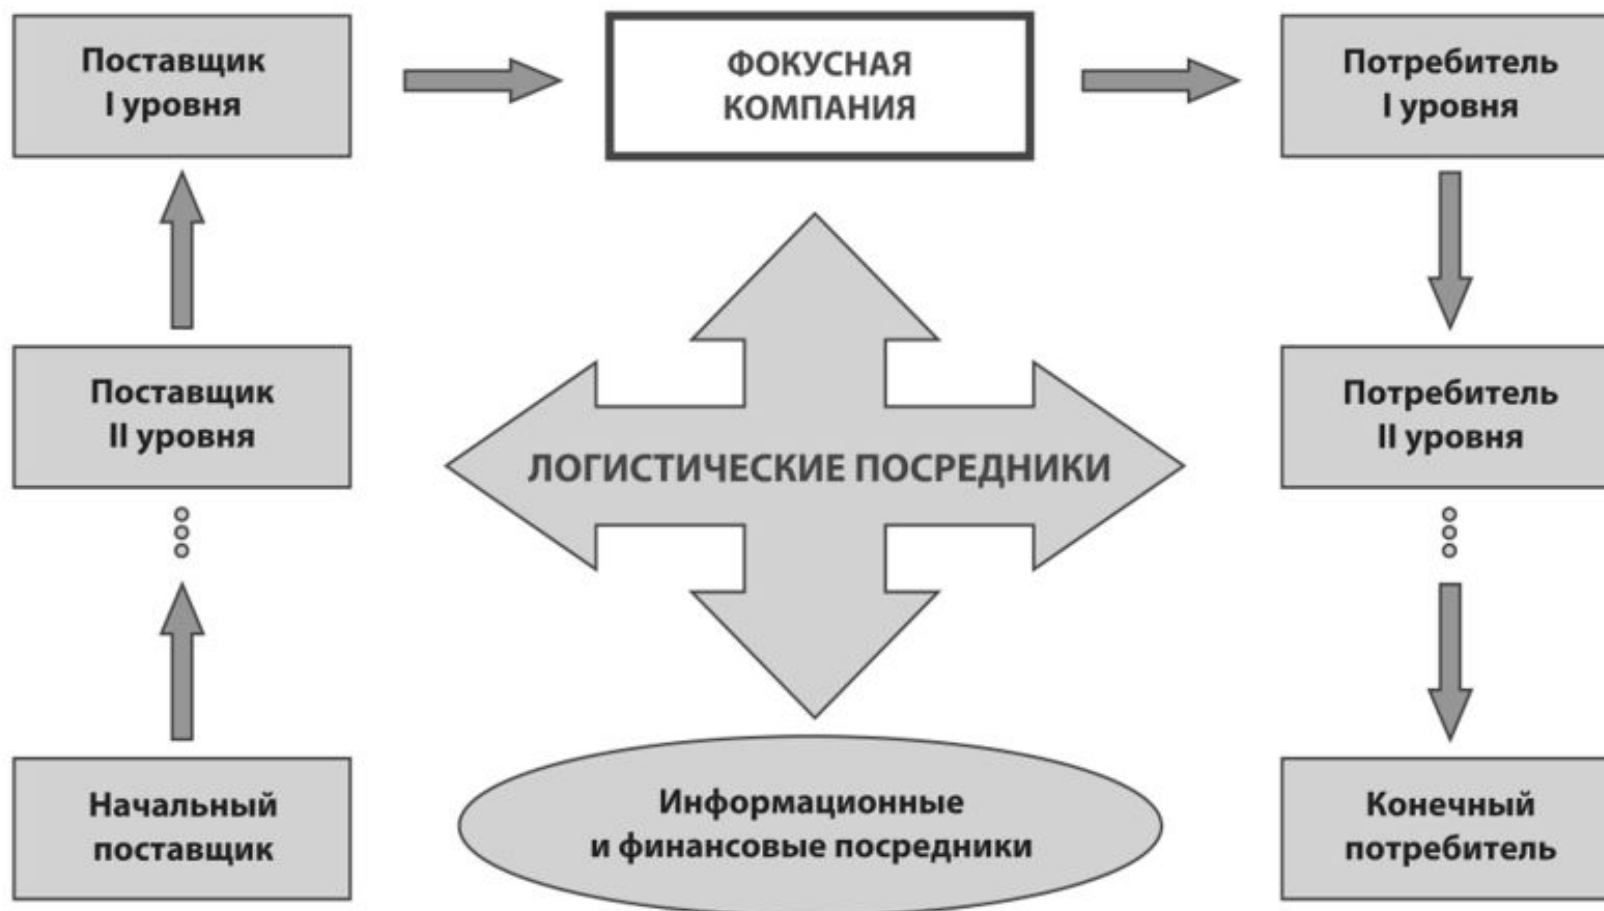 Поставщик
I уровня
ФОКУСНАЯ
КОМПАНИЯ
Потребитель
I уровня
Поставщик
II уровня
ЛОГИСТИЧЕСКИЕ ПОСРЕДНИКИ
Потребитель
II уровня
Начальный
поставщик
Информационные
и финансовые посредники
Конечный
потребитель